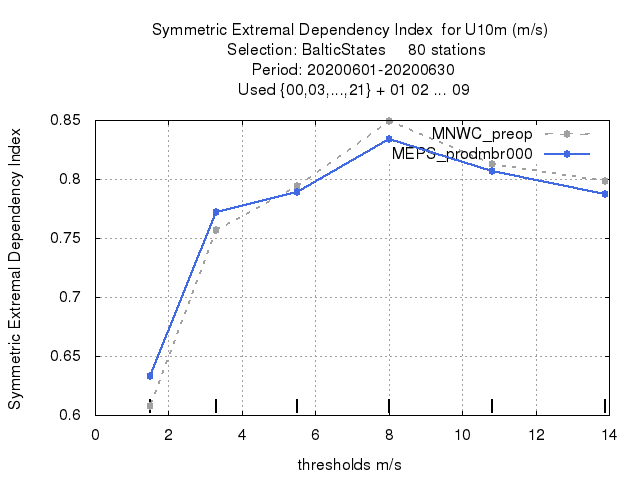 Symmetric Extremal Dependency Index  for U10m (m/s)
Selection: BalticStates     80 stations
Period: 20200601-20200630
Used {00,03,...,21} + 01 02 ... 09
Symmetric Extremal Dependency Index
0.85
0.8
0.75
0.7
0.65
0.6
MNWC_preop
MEPS_prodmbr000
0 2 4 6 8 10 12 14
thresholds m/s